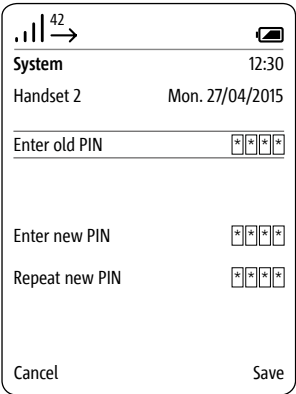 42
System 12:30
Handset 2 Mon. 27/04/2015
Enter old PIN ****
Enter new PIN ****
Repeat new PIN ****
Cancel Save